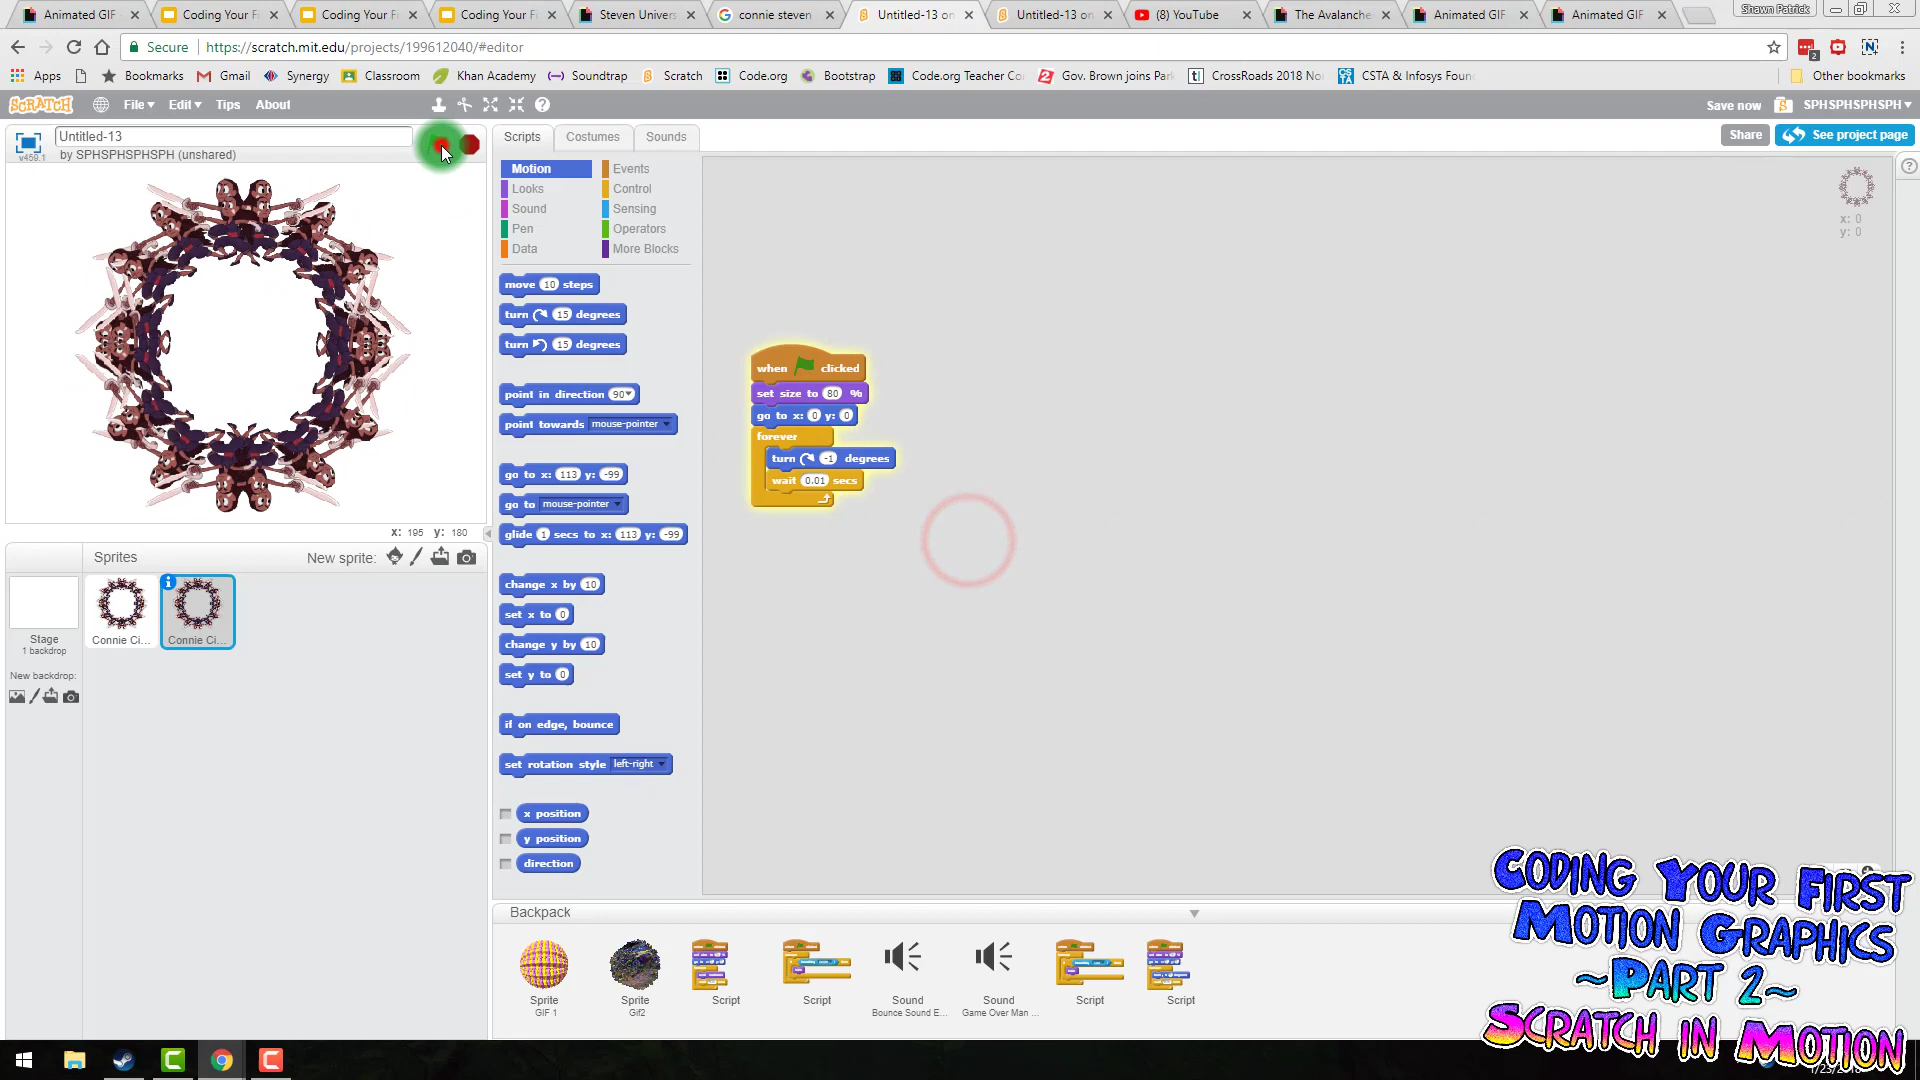 Animated GIF
Coding Your F
Coding Your F
Coding Your F
Steven Univers
connie steven
Untitled-13 on
Untitled-13 on
(8) YouTube
The Avalanche
Animated GIF
Animated GIF
Shawn Patrick
Secure
https://scratch.mit.edu/projects/199612040/#editor
2
Apps
Bookmarks
Gmail
Synergy
Classroom
Khan Academy
Soundtrap
Scratch
Code.org
Bootstrap
Code.org Teacher Co
Gov. Brown joins Par
CrossRoads 2018 No
CSTA & Infosys Foun
Other bookmarks
SCRATCH
File
Edit
Tips
About
Save now
SPHSPHSPHSPH
Untitled-13
by SPHSPHSPHSPH (unshared)
v459.1
Scripts
Costumes
Sounds
Share
See project page
Motion
Events
Looks
Control
Sound
Sensing
Pen
Operators
Data
More Blocks
x: 0
y: 0
move 10 steps
turn 15 degrees
turn 15 degrees
point in direction 90
point towards mouse-pointer
go to x: 113 y: -99
go to mouse-pointer
glide 1 secs to x: 113 y: -99
change x by 10
set x to 0
change y by 10
set y to 0
if on edge, bounce
set rotation style left-right
x position
y position
direction
when clicked
set size to 80 %
go to x: 0 y: 0
forever
turn -1 degrees
wait 0.01 secs
x: 195 y: 180
Sprites
New sprite:
Stage
1 backdrop
New backdrop:
Connie Ci...
Connie Ci...
Backpack
Sprite
GIF 1
Sprite
Gif2
Script
Script
Sound
Bounce Sound E...
Sound
Game Over Man ...
Script
Script
Coding Your First
Motion Graphics
~Part 2~
Scratch in Motion